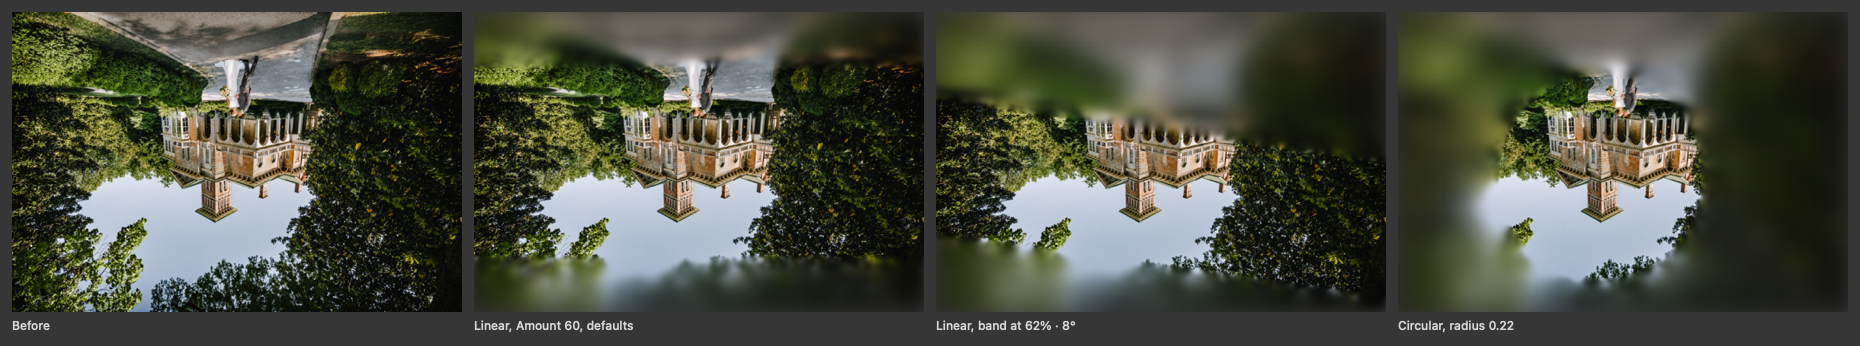 Before
Linear, Amount 60, defaults
Linear, band at 62% · 8°
Circular, radius 0.22